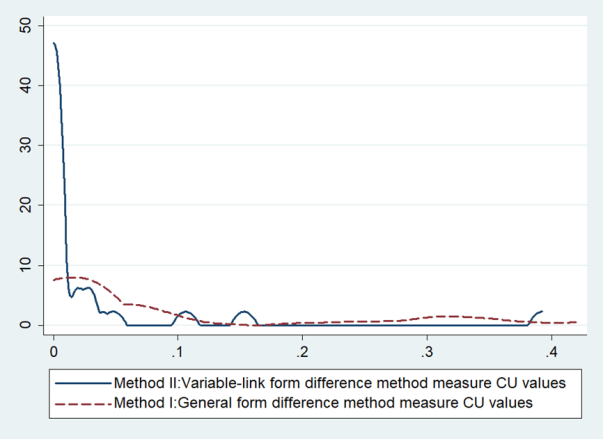 50
40
30
20
10
0
0 .1 .2 .3 .4
Method II:Variable-link form difference method measure CU values
Method I:General form difference method measure CU values